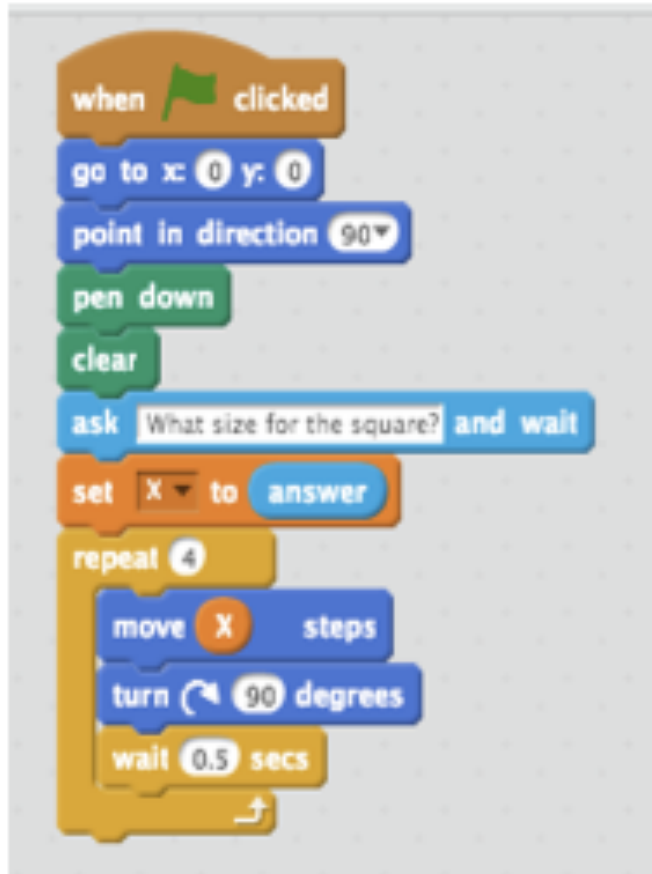 when clicked
go to x: 0 y: 0
point in direction 90
pen down
clear
ask What size for the square? and wait
set X to answer
repeat 4
move X steps
turn 90 degrees
wait 0.5 secs